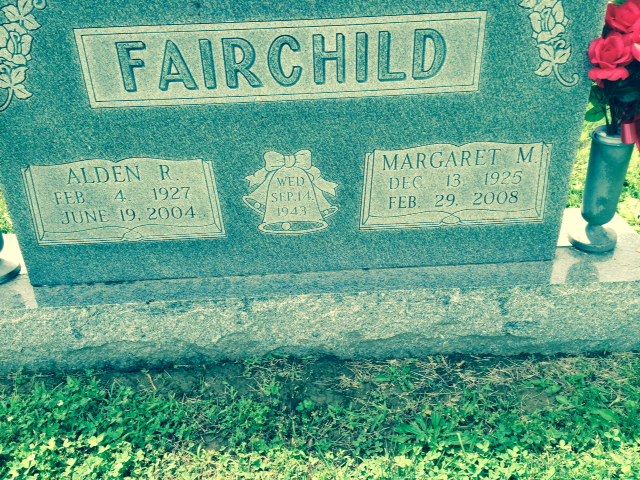 FAIRCHILD
ALDEN R.
FEB. 4, 1927
JUNE 19, 2004
WED
SEP. 14,
1943
MARGARET M.
DEC. 13, 1925
FEB. 29, 2008